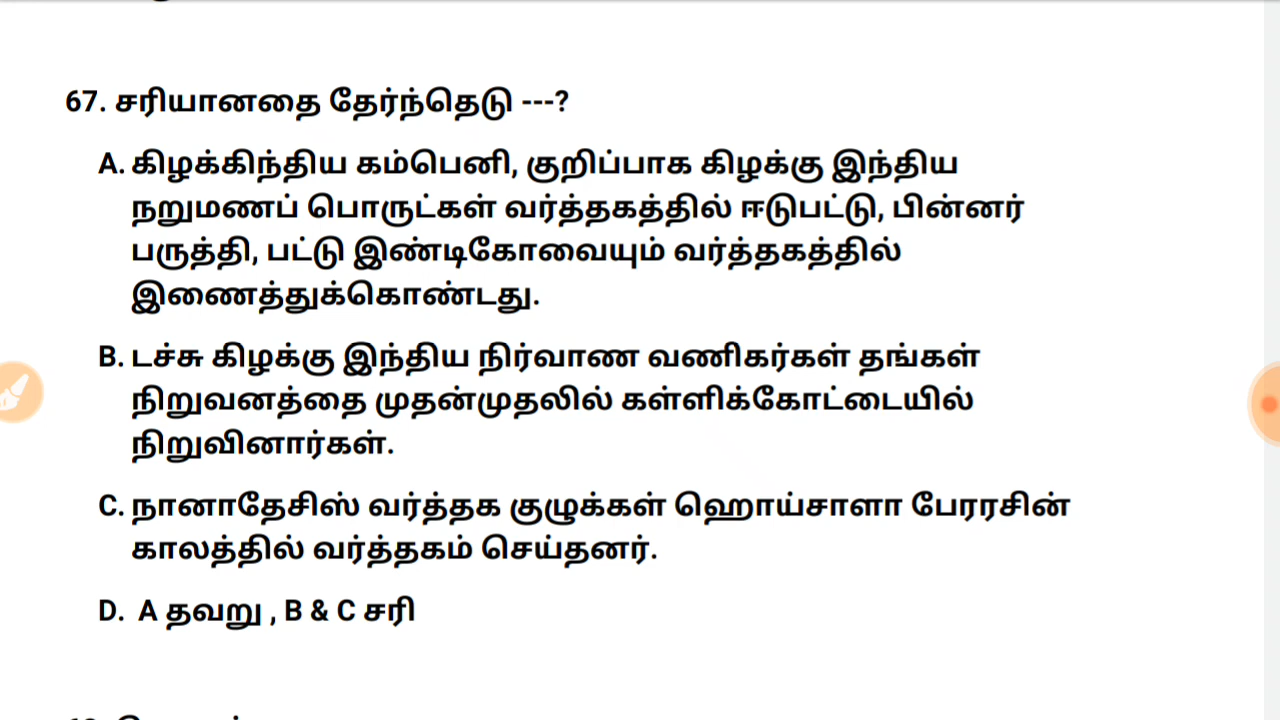 67. சரியானதை தேர்ந்தெடு ---?
A. கிழக்கிந்திய கம்பெனி, குறிப்பாக கிழக்கு இந்திய
நறுமணப் பொருட்கள் வர்த்தகத்தில் ஈடுபட்டு, பின்னர்
பருத்தி, பட்டு இண்டிகோவையும் வர்த்தகத்தில்
இணைத்துக்கொண்டது.
B. டச்சு கிழக்கு இந்திய நிர்வாண வணிகர்கள் தங்கள்
நிறுவனத்தை முதன்முதலில் கள்ளிக்கோட்டையில்
நிறுவினார்கள்.
C. நானாதேசிஸ் வர்த்தக குழுக்கள் ஹொய்சாளா பேரரசின்
காலத்தில் வர்த்தகம் செய்தனர்.
D. A தவறு , B & C சரி